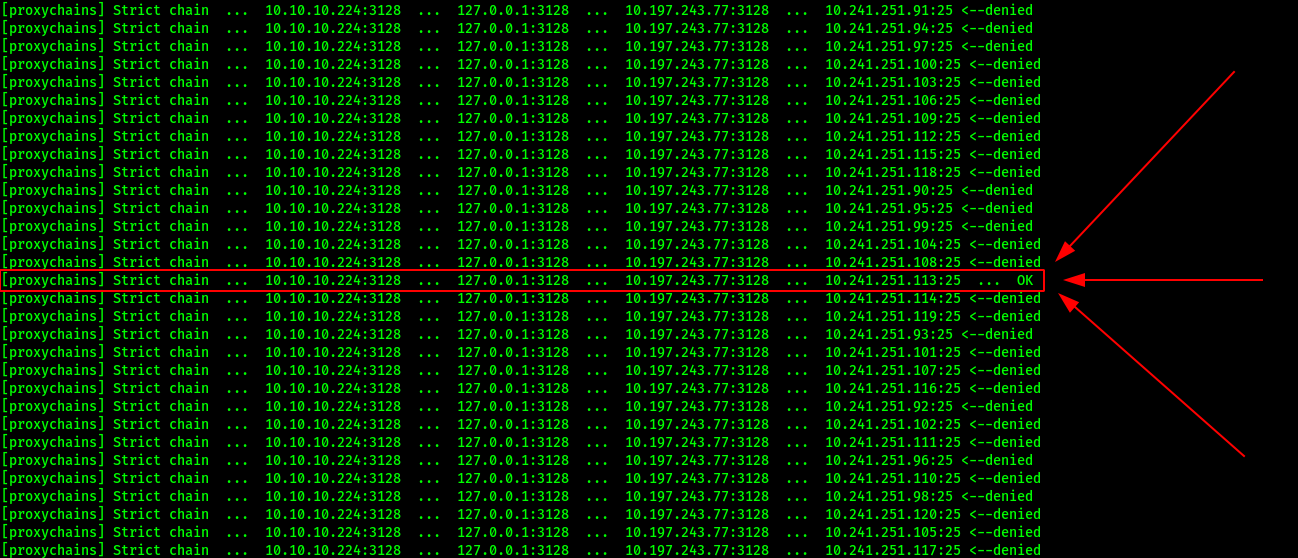 [proxychains] Strict chain  ...  10.10.10.224:3128  ...  127.0.0.1:3128  ...  10.197.243.77:3128  ...  10.241.251.91:25 <--denied
[proxychains] Strict chain  ...  10.10.10.224:3128  ...  127.0.0.1:3128  ...  10.197.243.77:3128  ...  10.241.251.94:25 <--denied
[proxychains] Strict chain  ...  10.10.10.224:3128  ...  127.0.0.1:3128  ...  10.197.243.77:3128  ...  10.241.251.97:25 <--denied
[proxychains] Strict chain  ...  10.10.10.224:3128  ...  127.0.0.1:3128  ...  10.197.243.77:3128  ...  10.241.251.100:25 <--denied
[proxychains] Strict chain  ...  10.10.10.224:3128  ...  127.0.0.1:3128  ...  10.197.243.77:3128  ...  10.241.251.103:25 <--denied
[proxychains] Strict chain  ...  10.10.10.224:3128  ...  127.0.0.1:3128  ...  10.197.243.77:3128  ...  10.241.251.106:25 <--denied
[proxychains] Strict chain  ...  10.10.10.224:3128  ...  127.0.0.1:3128  ...  10.197.243.77:3128  ...  10.241.251.109:25 <--denied
[proxychains] Strict chain  ...  10.10.10.224:3128  ...  127.0.0.1:3128  ...  10.197.243.77:3128  ...  10.241.251.112:25 <--denied
[proxychains] Strict chain  ...  10.10.10.224:3128  ...  127.0.0.1:3128  ...  10.197.243.77:3128  ...  10.241.251.115:25 <--denied
[proxychains] Strict chain  ...  10.10.10.224:3128  ...  127.0.0.1:3128  ...  10.197.243.77:3128  ...  10.241.251.118:25 <--denied
[proxychains] Strict chain  ...  10.10.10.224:3128  ...  127.0.0.1:3128  ...  10.197.243.77:3128  ...  10.241.251.90:25 <--denied
[proxychains] Strict chain  ...  10.10.10.224:3128  ...  127.0.0.1:3128  ...  10.197.243.77:3128  ...  10.241.251.95:25 <--denied
[proxychains] Strict chain  ...  10.10.10.224:3128  ...  127.0.0.1:3128  ...  10.197.243.77:3128  ...  10.241.251.99:25 <--denied
[proxychains] Strict chain  ...  10.10.10.224:3128  ...  127.0.0.1:3128  ...  10.197.243.77:3128  ...  10.241.251.104:25 <--denied
[proxychains] Strict chain  ...  10.10.10.224:3128  ...  127.0.0.1:3128  ...  10.197.243.77:3128  ...  10.241.251.108:25 <--denied
[proxychains] Strict chain  ...  10.10.10.224:3128  ...  127.0.0.1:3128  ...  10.197.243.77:3128  ...  10.241.251.113:25  ...  OK
[proxychains] Strict chain  ...  10.10.10.224:3128  ...  127.0.0.1:3128  ...  10.197.243.77:3128  ...  10.241.251.114:25 <--denied
[proxychains] Strict chain  ...  10.10.10.224:3128  ...  127.0.0.1:3128  ...  10.197.243.77:3128  ...  10.241.251.119:25 <--denied
[proxychains] Strict chain  ...  10.10.10.224:3128  ...  127.0.0.1:3128  ...  10.197.243.77:3128  ...  10.241.251.93:25 <--denied
[proxychains] Strict chain  ...  10.10.10.224:3128  ...  127.0.0.1:3128  ...  10.197.243.77:3128  ...  10.241.251.101:25 <--denied
[proxychains] Strict chain  ...  10.10.10.224:3128  ...  127.0.0.1:3128  ...  10.197.243.77:3128  ...  10.241.251.107:25 <--denied
[proxychains] Strict chain  ...  10.10.10.224:3128  ...  127.0.0.1:3128  ...  10.197.243.77:3128  ...  10.241.251.116:25 <--denied
[proxychains] Strict chain  ...  10.10.10.224:3128  ...  127.0.0.1:3128  ...  10.197.243.77:3128  ...  10.241.251.92:25 <--denied
[proxychains] Strict chain  ...  10.10.10.224:3128  ...  127.0.0.1:3128  ...  10.197.243.77:3128  ...  10.241.251.102:25 <--denied
[proxychains] Strict chain  ...  10.10.10.224:3128  ...  127.0.0.1:3128  ...  10.197.243.77:3128  ...  10.241.251.111:25 <--denied
[proxychains] Strict chain  ...  10.10.10.224:3128  ...  127.0.0.1:3128  ...  10.197.243.77:3128  ...  10.241.251.96:25 <--denied
[proxychains] Strict chain  ...  10.10.10.224:3128  ...  127.0.0.1:3128  ...  10.197.243.77:3128  ...  10.241.251.110:25 <--denied
[proxychains] Strict chain  ...  10.10.10.224:3128  ...  127.0.0.1:3128  ...  10.197.243.77:3128  ...  10.241.251.98:25 <--denied
[proxychains] Strict chain  ...  10.10.10.224:3128  ...  127.0.0.1:3128  ...  10.197.243.77:3128  ...  10.241.251.120:25 <--denied
[proxychains] Strict chain  ...  10.10.10.224:3128  ...  127.0.0.1:3128  ...  10.197.243.77:3128  ...  10.241.251.105:25 <--denied
[proxychains] Strict chain  ...  10.10.10.224:3128  ...  127.0.0.1:3128  ...  10.197.243.77:3128  ...  10.241.251.117:25 <--denied